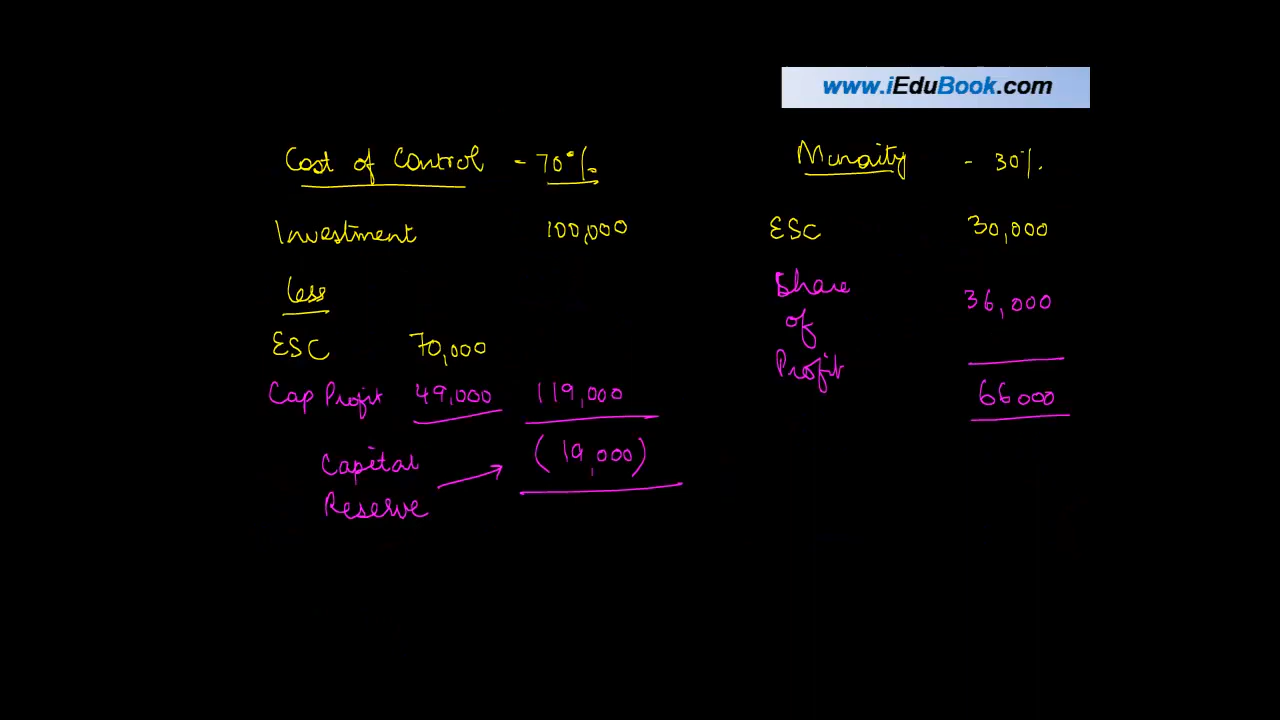 www.iEduBook.com
Cost of Control - 70%
Investment 100,000
less
ESC 70,000
Cap Profit 49,000 119,000
(19,000)
Capital
Reserve
Minority - 30%
ESC 30,000
Share 36,000
of
Profit
66000